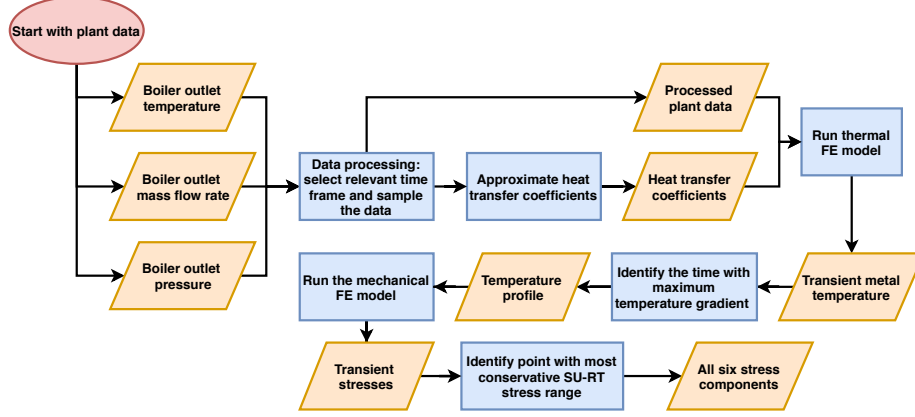 Start with plant data
Boiler outlet
temperature
Boiler outlet
mass flow rate
Boiler outlet
pressure
Data processing:
select relevant time
frame and sample
the data
Approximate heat
transfer coefficients
Processed
plant data
Heat transfer
coefficients
Run thermal
FE model
Transient metal
temperature
Identify the time with
maximum
temperature gradient
Temperature
profile
Run the mechanical
FE model
Transient
stresses
Identify point with most
conservative SU-RT
stress range
All six stress
components